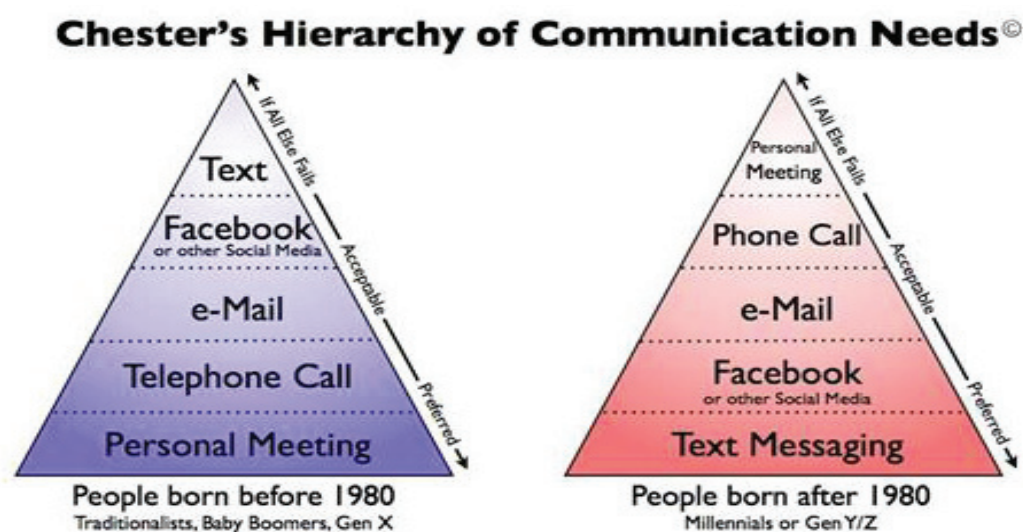 Chester's Hierarchy of Communication Needs©
If All Else Fails
Acceptable
Preferred
Text
Facebook
or other Social Media
e-Mail
Telephone Call
Personal Meeting
People born before 1980
Traditionalists, Baby Boomers, Gen X
If All Else Fails
Acceptable
Preferred
Personal
Meeting
Phone Call
e-Mail
Facebook
or other Social Media
Text Messaging
People born after 1980
Millennials or Gen Y/Z